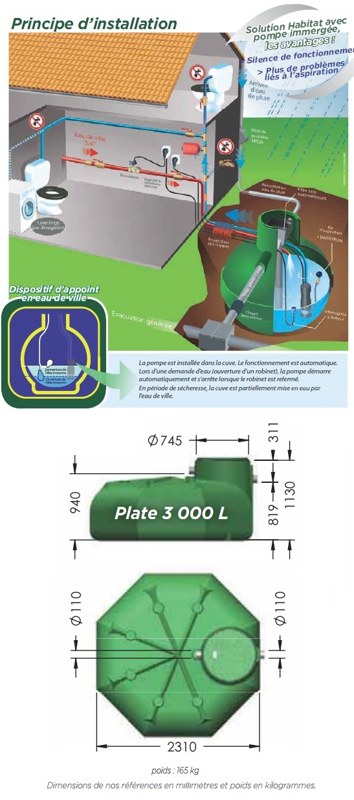 Principe d'installation
Solution Habitat avec
pompe immergée,
les avantages !
Silence de fonctionnement
> Plus de problèmes
liés à l'aspiration
d'eau
de pluie
Eau de ville
Dispositif d'appoint
en eau de ville
Evacuation
La pompe est installée dans la cuve. Le fonctionnement est automatique.
Lors d'une demande d'eau (ouverture d'un robinet), la pompe démarre
automatiquement et s'arrête lorsque le robinet est refermé.
En période de sécheresse, la cuve est partiellement mise en eau par
l'eau de ville.
Ø745
311
940
Plate 3 000 L
819
1130
Ø110
Ø110
2310
poids : 165 kg
Dimensions de nos références en millimètres et poids en kilogrammes.